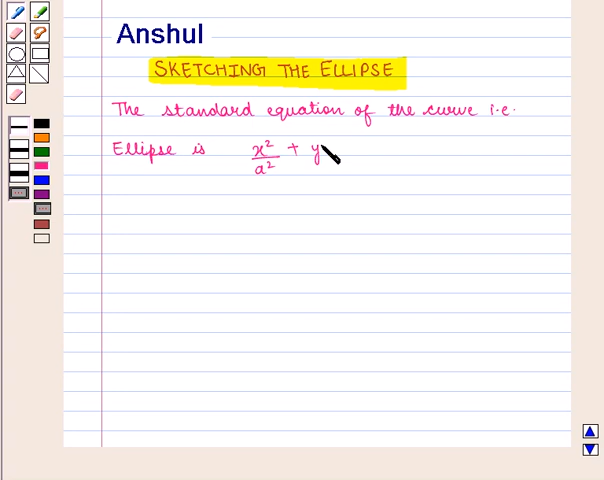 Anshul
SKETCHING THE ELLIPSE
The standard equation of the curve i.e.
Ellipse is x²/a² + y